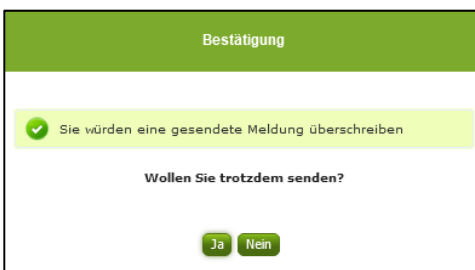 Bestätigung
Sie würden eine gesendete Meldung überschreiben
Wollen Sie trotzdem senden?
Ja Nein